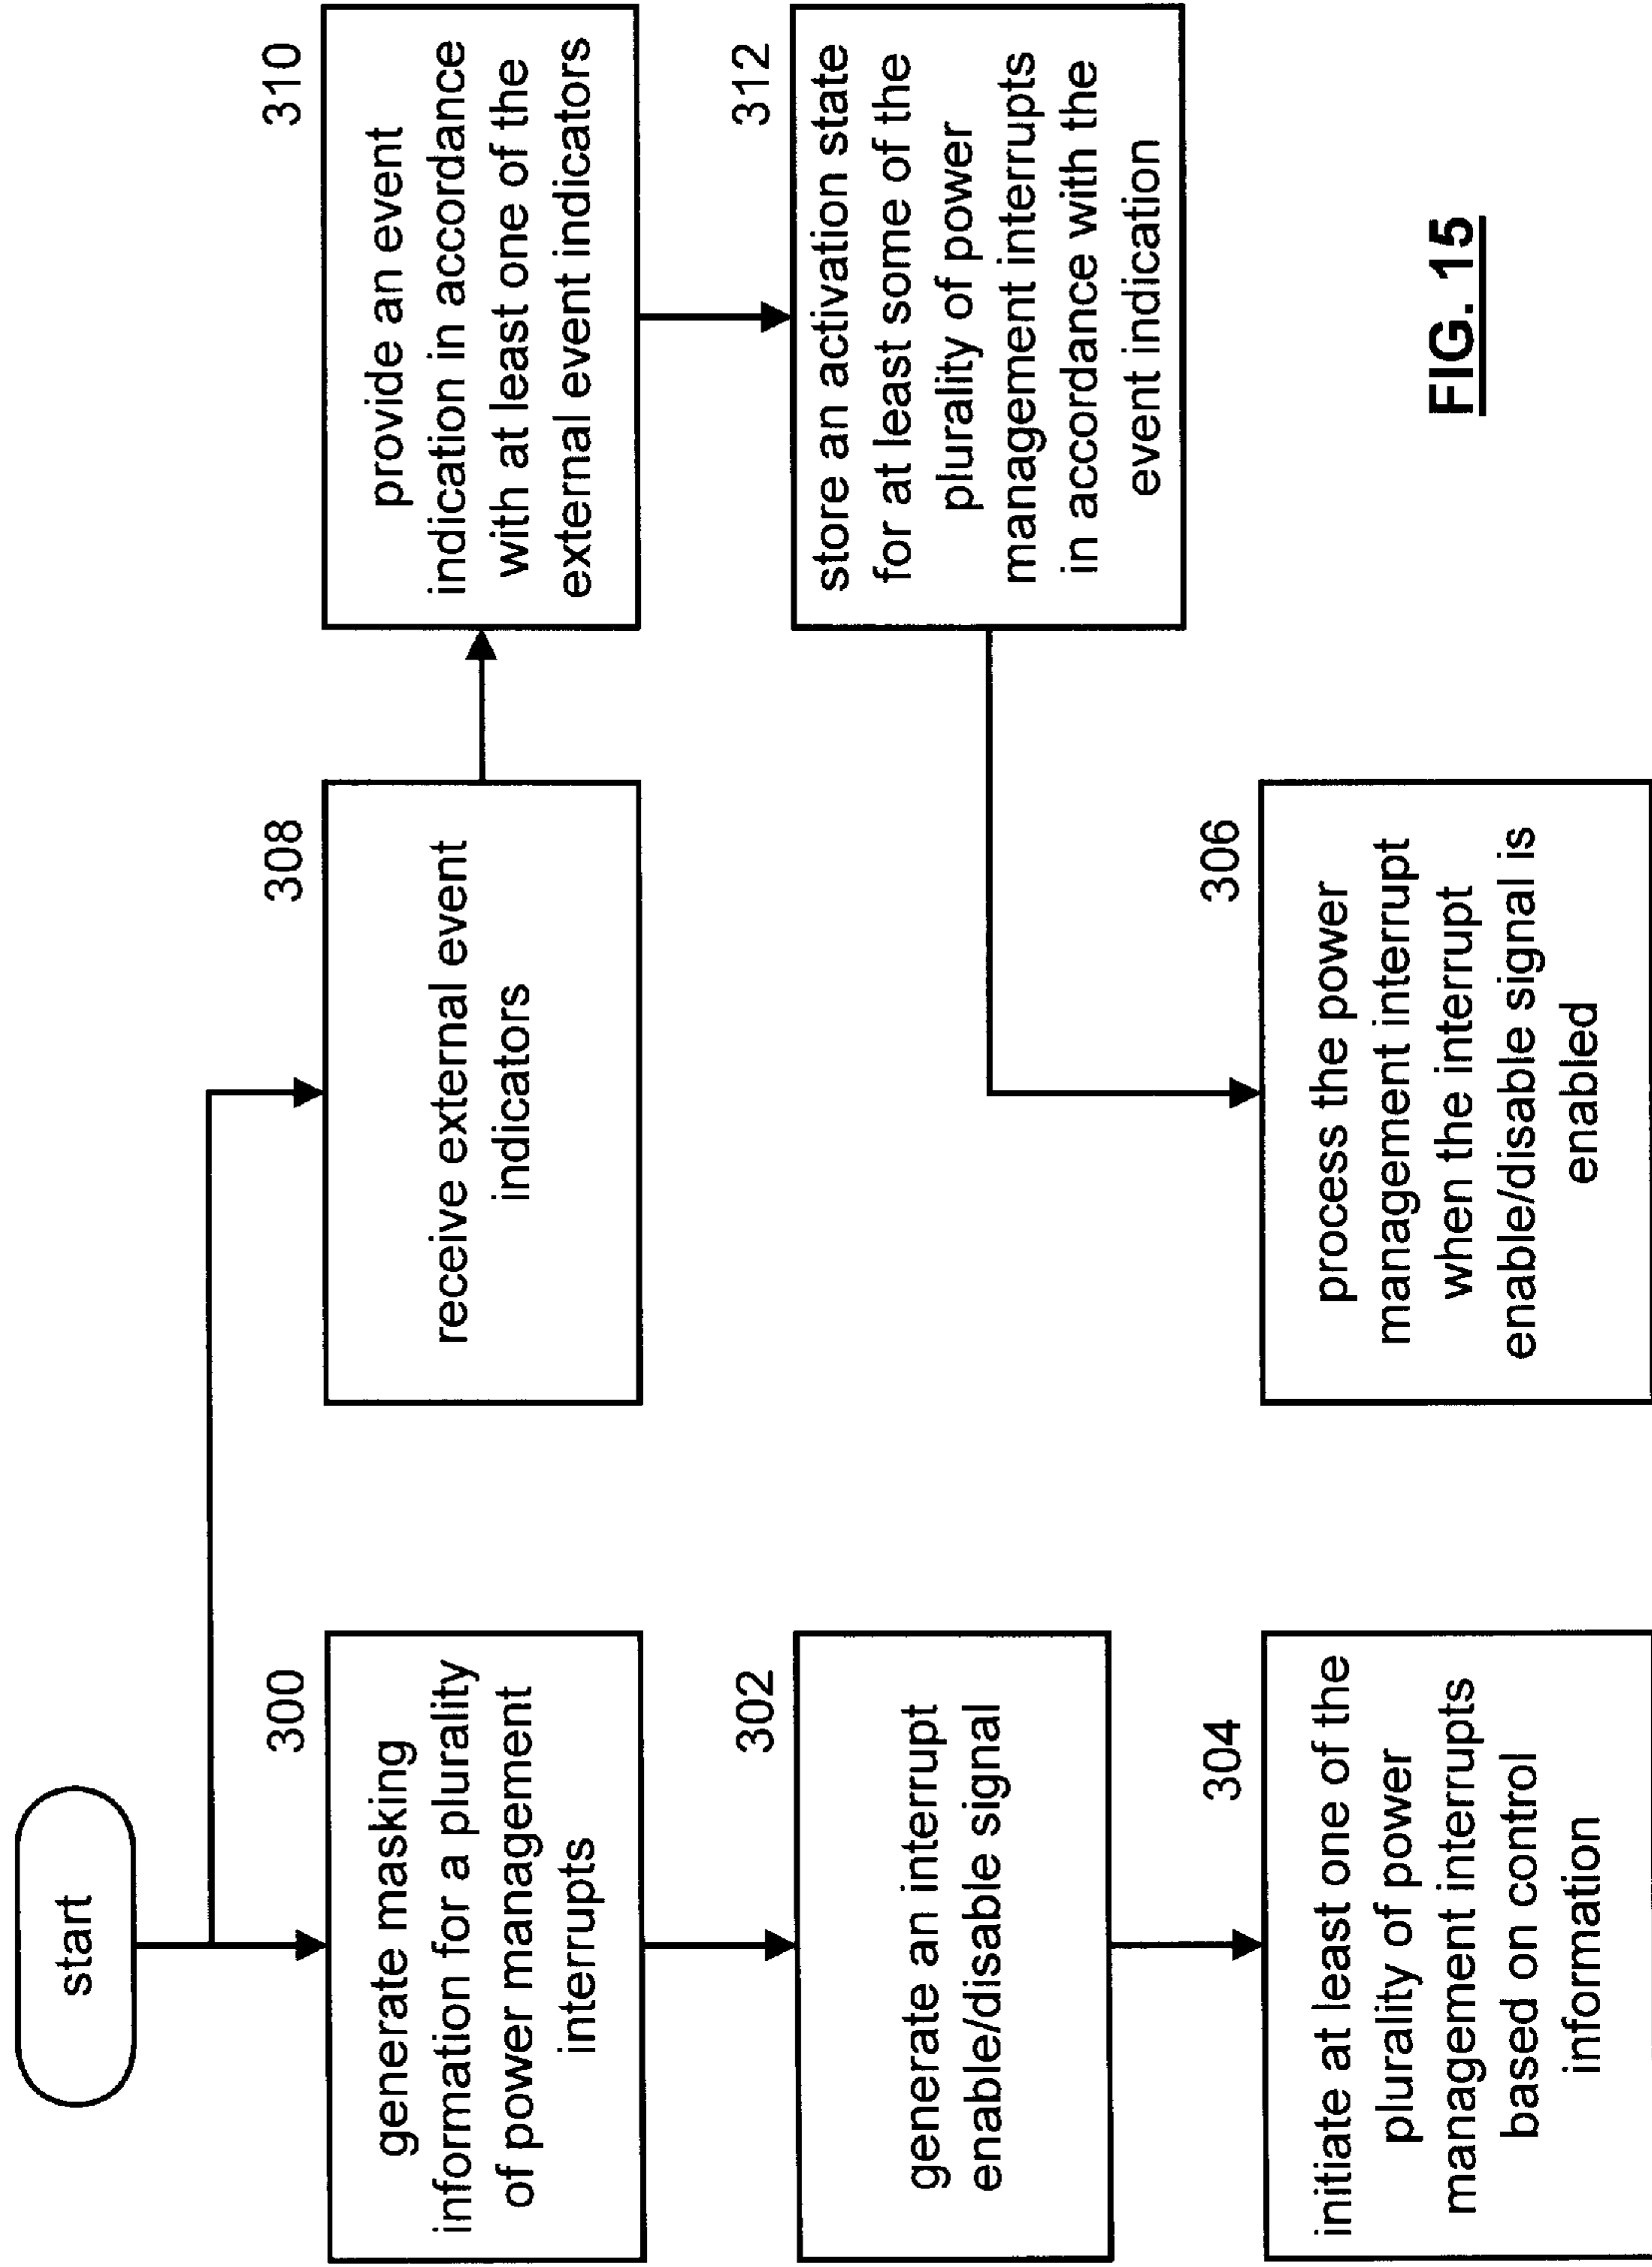 start
300
generate masking
information for a plurality
of power management
interrupts
302
generate an interrupt
enable/disable signal
304
initiate at least one of the
plurality of power
management interrupts
based on control
information
308
receive external event
indicators
310
provide an event
indication in accordance
with at least one of the
external event indicators
312
store an activation state
for at least some of the
plurality of power
management interrupts
in accordance with the
event indication
306
process the power
management interrupt
when the interrupt
enable/disable signal is
enabled
FIG. 15